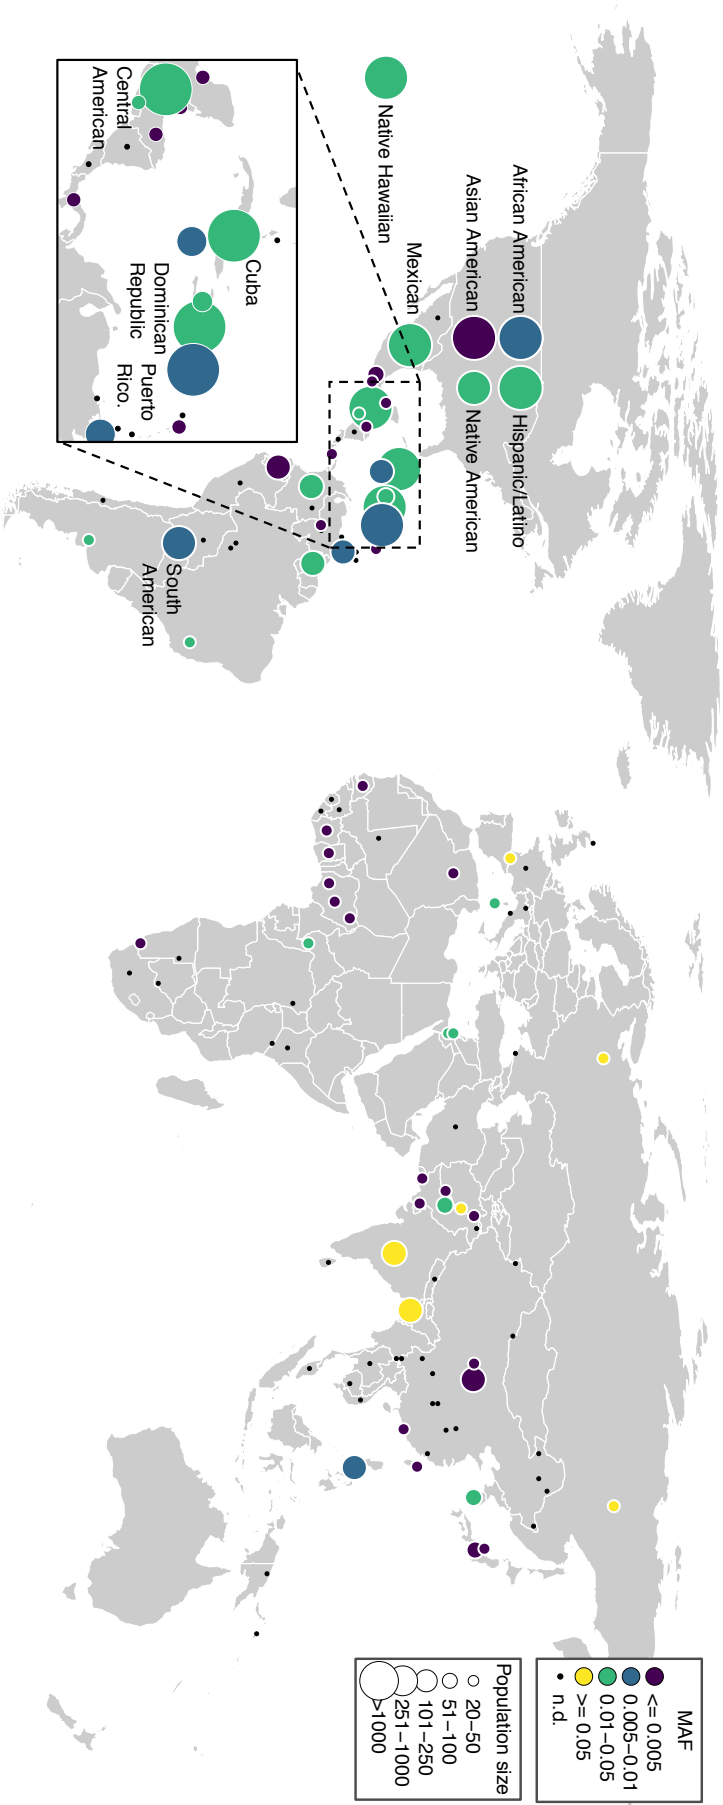 African American
Hispanic/Latino
Asian American
Native American
Native Hawaiian
Mexican
Cuba
Dominican
Republic
Puerto
Rico.
Central
American
South
American
MAF
<= 0.005
0.005−0.01
0.01−0.05
>= 0.05
n.d.
Population size
20−50
51−100
101−250
251−1000
>1000